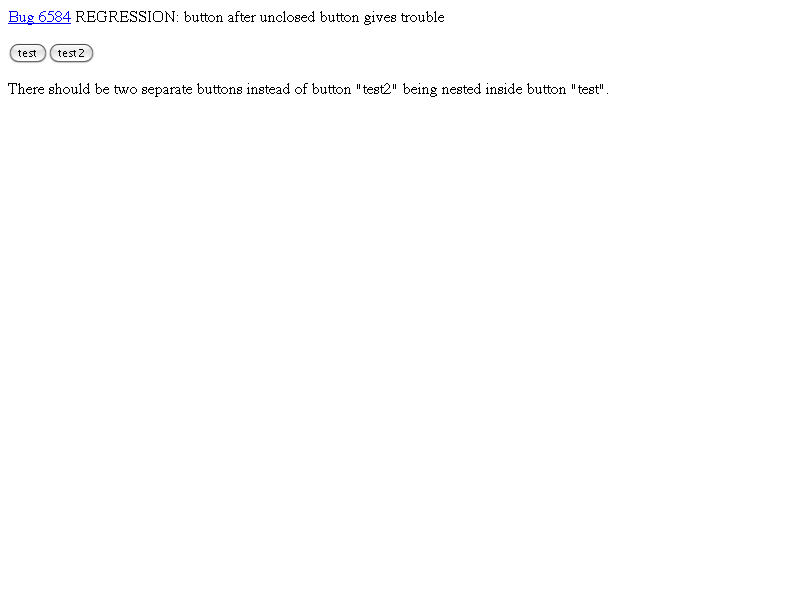 Bug 6584 REGRESSION: button after unclosed button gives trouble
test test2
There should be two separate buttons instead of button "test2" being nested inside button "test".